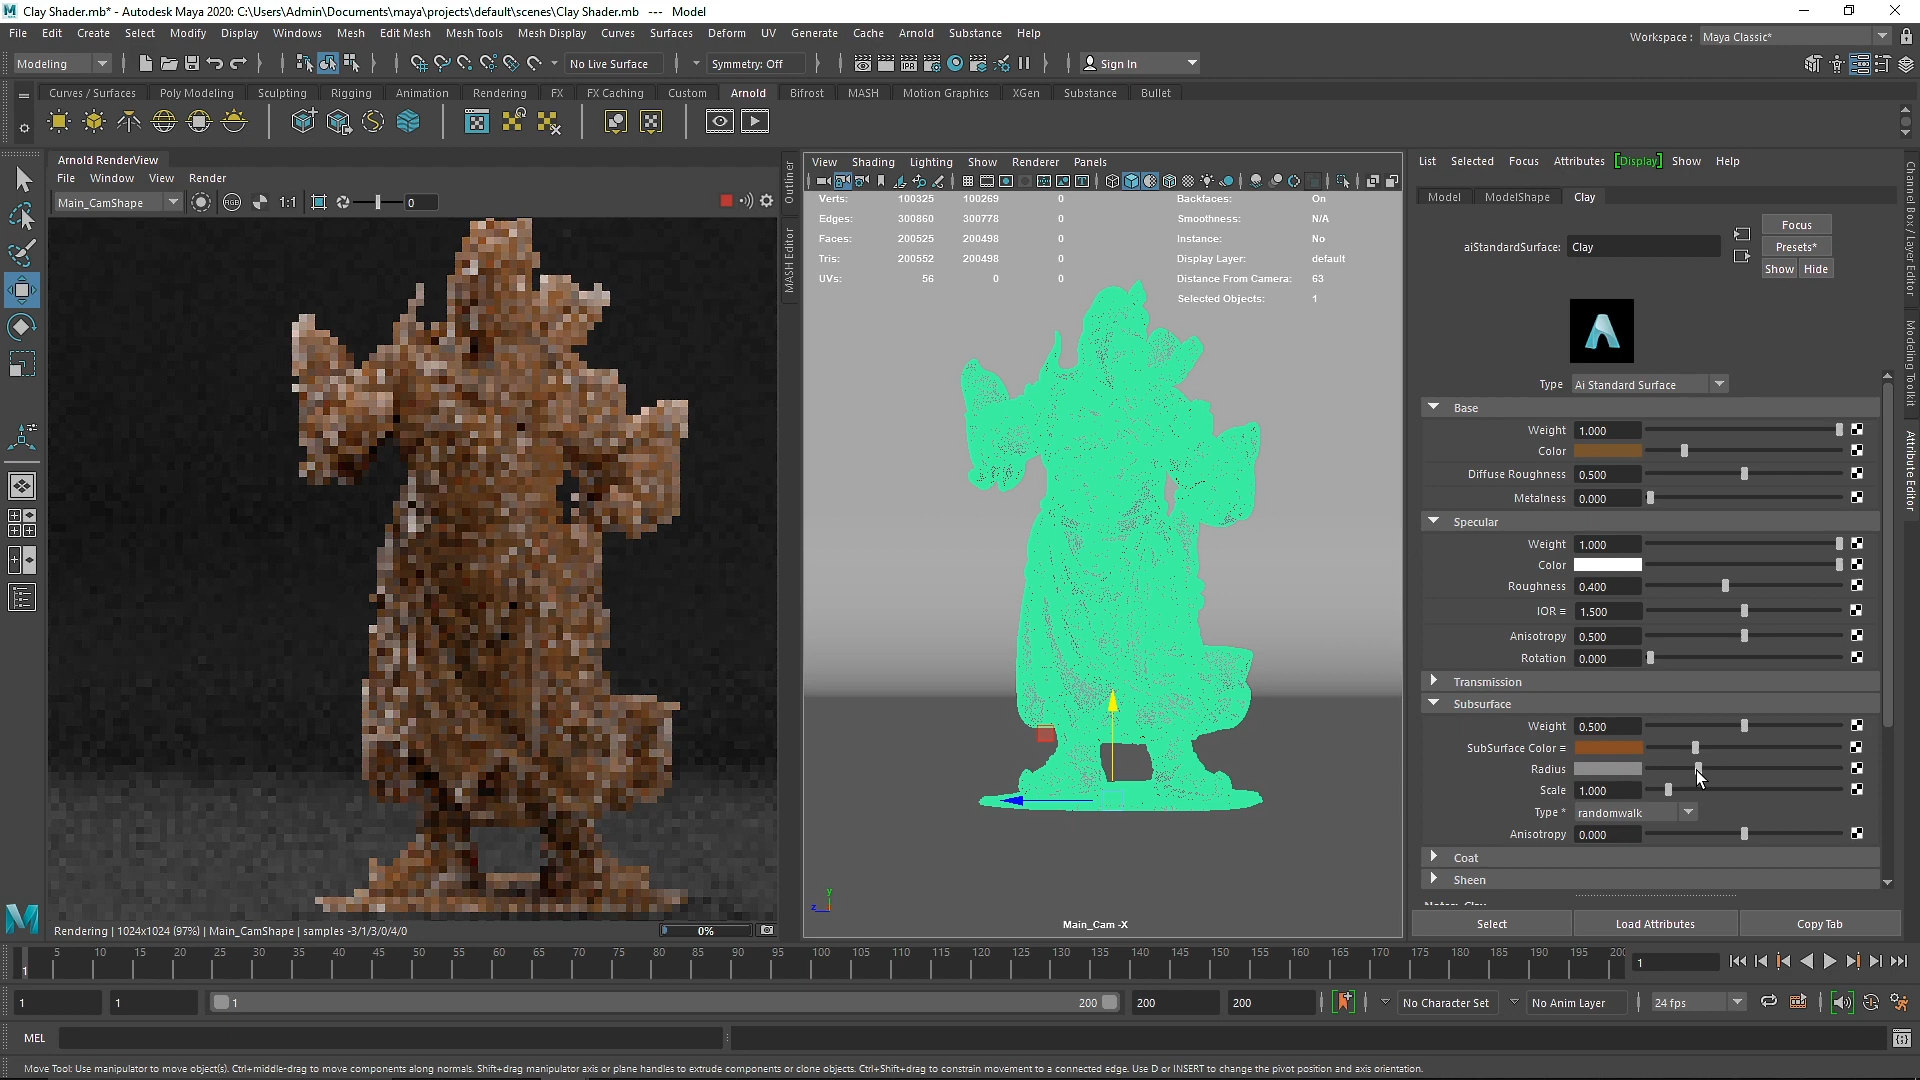 Clay Shader.mb* - Autodesk Maya 2020: C:\Users\Admin\Documents\maya\projects\default\scenes\Clay Shader.mb --- Model
File Edit Create Select Modify Display Windows Mesh Edit Mesh Mesh Tools Mesh Display Curves Surfaces Deform UV Generate Cache Arnold Substance Help
Workspace : Maya Classic*
Modeling No Live Surface Symmetry: Off Sign In
Curves / Surfaces Poly Modeling Sculpting Rigging Animation Rendering FX FX Caching Custom Arnold Bifrost MASH Motion Graphics XGen Substance Bullet
Arnold RenderView
File Window View Render
Main_CamShape RGB 1:1 0
Outliner
MASH Editor
View Shading Lighting Show Renderer Panels
Verts: 100325 100269 0 Backfaces: On
Edges: 300860 300778 0 Smoothness: N/A
Faces: 200525 200498 0 Instance: No
Tris: 200552 200498 0 Display Layer: default
UVs: 56 0 0 Distance From Camera: 63
Selected Objects: 1
y
z
Main_Cam -X
List Selected Focus Attributes Display Show Help
Model ModelShape Clay
Focus
aiStandardSurface: Clay Presets*
Show Hide
Type Ai Standard Surface
Base
Weight 1.000
Color
Diffuse Roughness 0.500
Metalness 0.000
Specular
Weight 1.000
Color
Roughness 0.400
IOR = 1.500
Anisotropy 0.500
Rotation 0.000
Transmission
Subsurface
Weight 0.500
SubSurface Color =
Radius
Scale 1.000
Type * randomwalk
Anisotropy 0.000
Coat
Sheen
Notes: Clay
Select Load Attributes Copy Tab
Channel Box / Layer Editor
Modeling Toolkit
Attribute Editor
Rendering | 1024x1024 (97%) | Main_CamShape | samples -3/1/3/0/4/0 0%
1 5 10 15 20 25 30 35 40 45 50 55 60 65 70 75 80 85 90 95 100 105 110 115 120 125 130 135 140 145 150 155 160 165 170 175 180 185 190 195 200 1
1 1 1 200 200 200 No Character Set No Anim Layer 24 fps
MEL
Move Tool: Use manipulator to move object(s). Ctrl+middle-drag to move components along normals. Shift+drag manipulator axis or plane handles to extrude components or clone objects. Ctrl+Shift+drag to constrain movement to a connected edge. Use D or INSERT to change the pivot position and axis orientation.